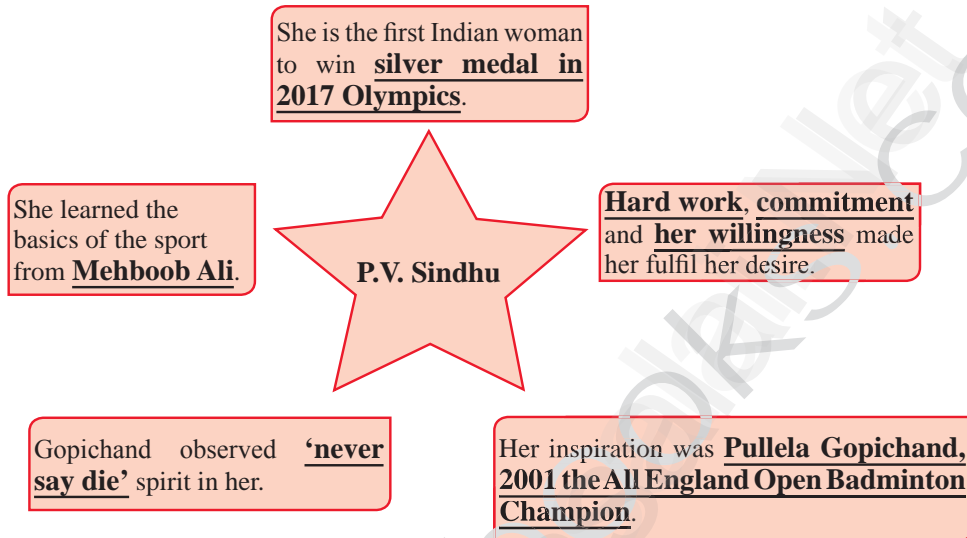 She is the first Indian woman
to win silver medal in
2017 Olympics.
She learned the
basics of the sport
from Mehboob Ali.
P.V. Sindhu
Hard work, commitment
and her willingness made
her fulfil her desire.
Gopichand observed ‘never
say die’ spirit in her.
Her inspiration was Pullela Gopichand,
2001 the All England Open Badminton
Champion.